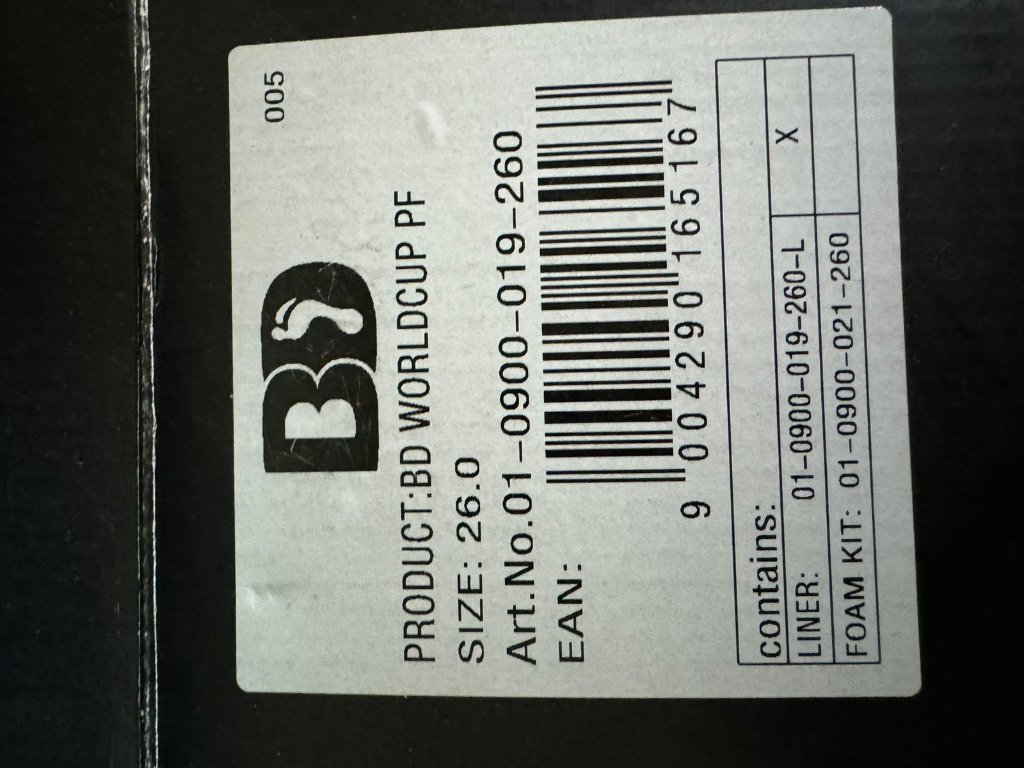 005
BD
PRODUCT:BD WORLDCUP PF
SIZE: 26.0
Art.No.01-0900-019-260
EAN:
9 004290 165167
contains:
LINER: 01-0900-019-260-L X
FOAM KIT: 01-0900-021-260